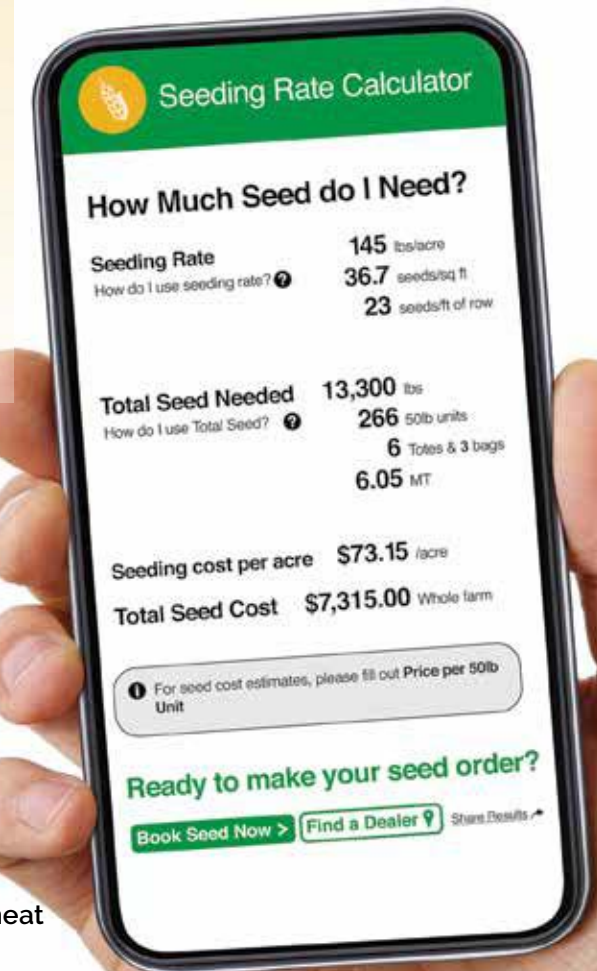 Seeding Rate Calculator
How Much Seed do I Need?
Seeding Rate 145 lbs/acre
How do I use seeding rate? ? 36.7 seeds/sq ft
23 seeds/ft of row
Total Seed Needed 13,300 lbs
How do I use Total Seed? ? 266 50lb units
6 Totes & 3 bags
6.05 MT
Seeding cost per acre $73.15 /acre
Total Seed Cost $7,315.00 Whole farm
For seed cost estimates, please fill out Price per 50lb
Unit
Ready to make your seed order?
Book Seed Now > Find a Dealer Share Results